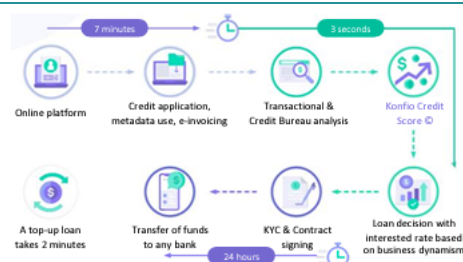 7 minutes
3 seconds
Online platform
Credit application,
metadata use, e-invoicing
Transactional &
Credit Bureau analysis
Konfio Credit
Score ©
A top-up loan
takes 2 minutes
Transfer of funds
to any bank
KYC & Contract
signing
Loan decision with
interested rate based
on business dynamism
24 hours